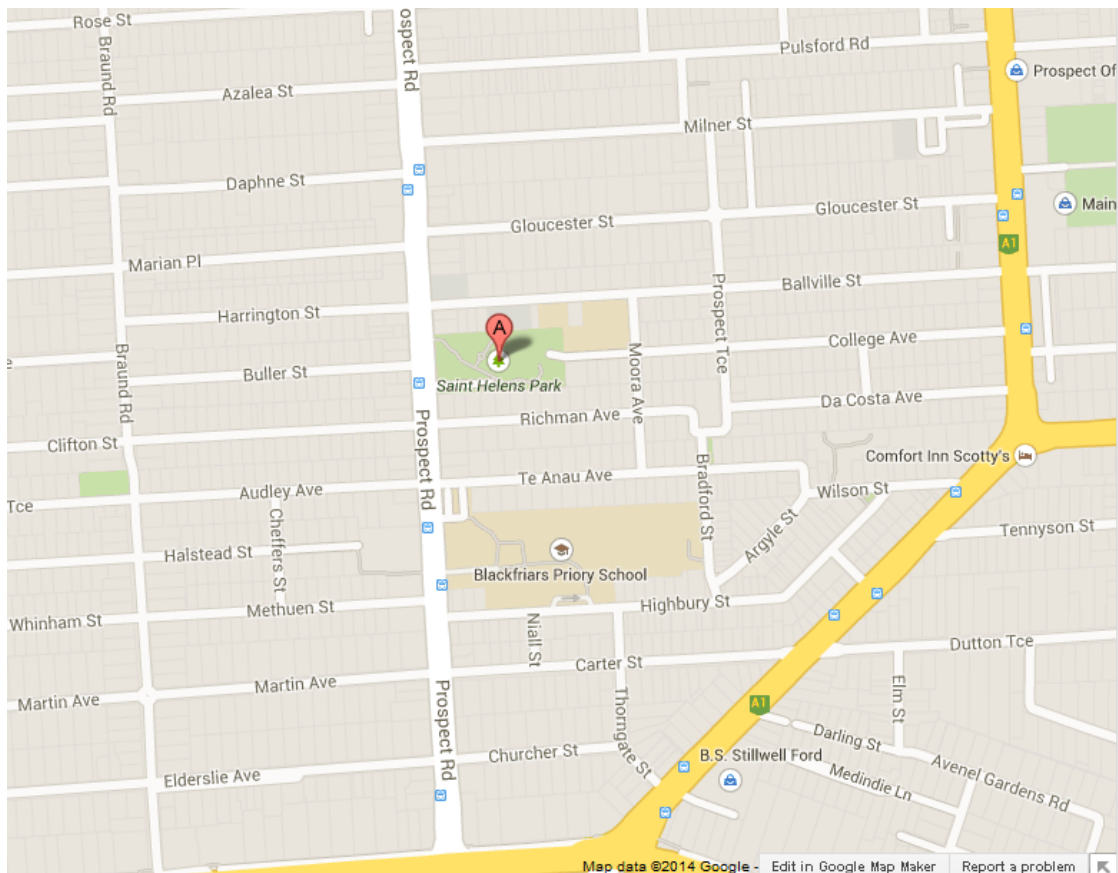 Rose St
Braund Rd
ospect Rd
Pulsford Rd
Prospect Of
Azalea St
Milner St
Daphne St
Main
Gloucester St
Gloucester St
A1
Marian Pl
Ballville St
Prospect Tce
Harrington St
A
College Ave
Braund Rd
Buller St
Saint Helens Park
Moora Ave
Da Costa Ave
Richman Ave
Clifton St
Prospect Rd
Comfort Inn Scotty's
Te Anau Ave
Audley Ave
Tce
Wilson St
Bradford St
Cheffers St
Argyle St
Tennyson St
Halstead St
Blackfriars Priory School
Methuen St
Highbury St
Whinham St
Niall St
Dutton Tce
Carter St
Martin Ave
Martin Ave
Prospect Rd
Thorngate St
Elm St
A1
Darling St
Churcher St
B.S. Stillwell Ford
Elderslie Ave
Medindie Ln
Avenel Gardens Rd
Map data ©2014 Google - Edit in Google Map Maker Report a problem